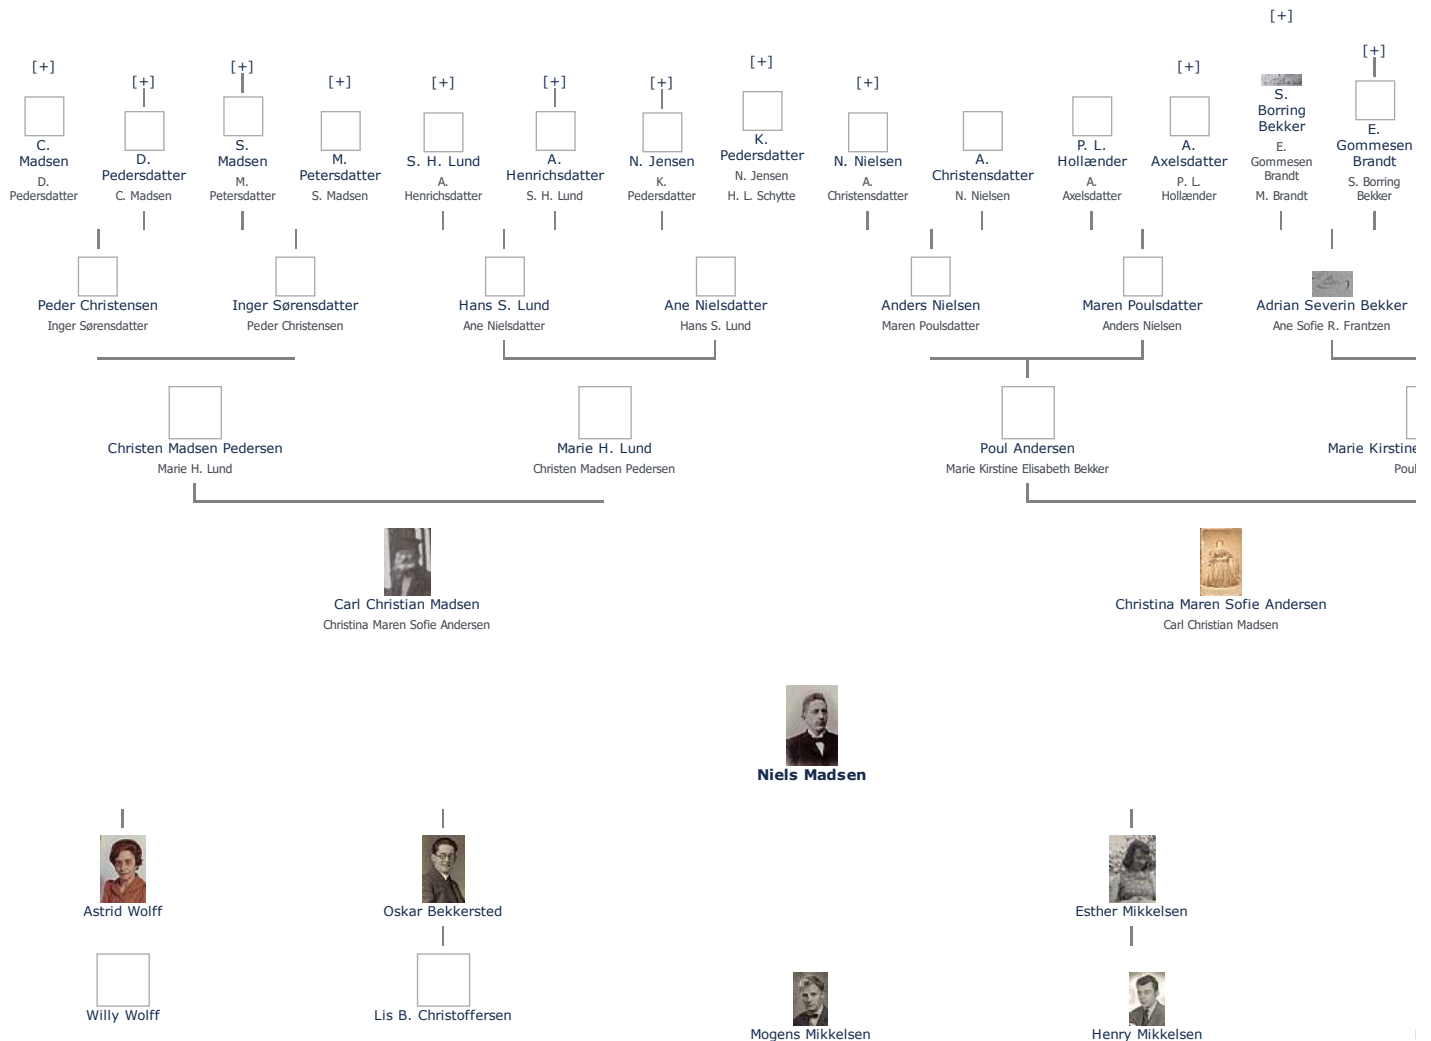 [+]
[+]
[+]
[+]
[+]
[+]
[+]
[+]
[+]
[+]
[+]
[+]
C.
Madsen
D.
Pedersdatter
D.
Pedersdatter
C. Madsen
S.
Madsen
M.
Petersdatter
M.
Petersdatter
S. Madsen
S. H. Lund
A.
Henrichsdatter
A.
Henrichsdatter
S. H. Lund
N. Jensen
K.
Pedersdatter
K.
Pedersdatter
N. Jensen
H. L. Schytte
N. Nielsen
A.
Christensdatter
A.
Christensdatter
N. Nielsen
P. L.
Hollænder
A.
Axelsdatter
A.
Axelsdatter
P. L.
Hollænder
S.
Borring
Bekker
E.
Gommesen
Brandt
M. Brandt
E.
Gommesen
Brandt
S. Borring
Bekker
Peder Christensen
Inger Sørensdatter
Inger Sørensdatter
Peder Christensen
Hans S. Lund
Ane Nielsdatter
Ane Nielsdatter
Hans S. Lund
Anders Nielsen
Maren Poulsdatter
Maren Poulsdatter
Anders Nielsen
Adrian Severin Bekker
Ane Sofie R. Frantzen
Christen Madsen Pedersen
Marie H. Lund
Marie H. Lund
Christen Madsen Pedersen
Poul Andersen
Marie Kirstine Elisabeth Bekker
Marie Kirstine
Poul
Carl Christian Madsen
Christina Maren Sofie Andersen
Christina Maren Sofie Andersen
Carl Christian Madsen
Niels Madsen
Astrid Wolff
Oskar Bekkersted
Esther Mikkelsen
Willy Wolff
Lis B. Christoffersen
Mogens Mikkelsen
Henry Mikkelsen